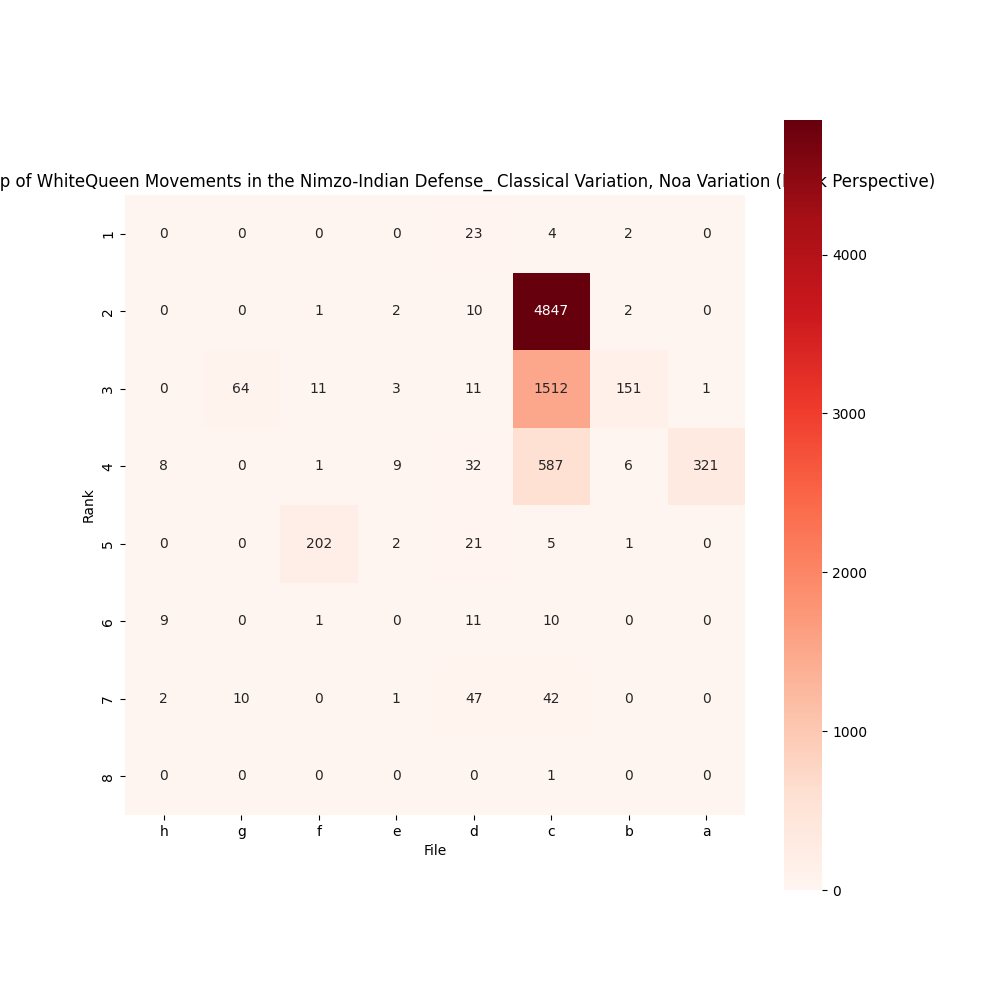 p of WhiteQueen Movements in the Nimzo-Indian Defense_ Classical Variation, Noa Variation ( Perspective)
1 0 0 0 0 23 4 2 0
2 0 0 1 2 10 4847 2 0
3 0 64 11 3 11 1512 151 1
4 8 0 1 9 32 587 6 321
5 0 0 202 2 21 5 1 0
6 9 0 1 0 11 10 0 0
7 2 10 0 1 47 42 0 0
8 0 0 0 0 0 1 0 0
h g f e d c b a
File
Rank
4000
3000
2000
1000
0